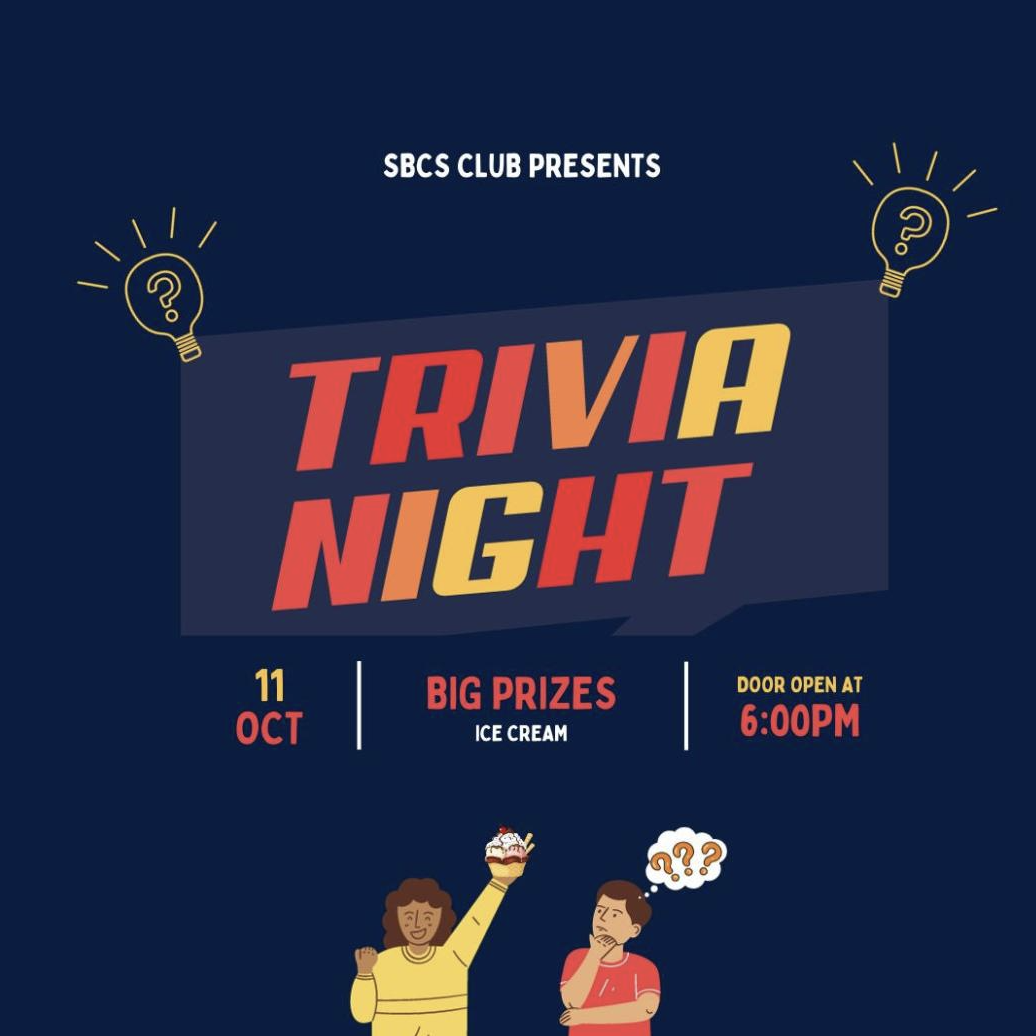 SBCS CLUB PRESENTS
TRIVIA
NIGHT
11
OCT
BIG PRIZES
ICE CREAM
DOOR OPEN AT
6:00PM
?
?
???